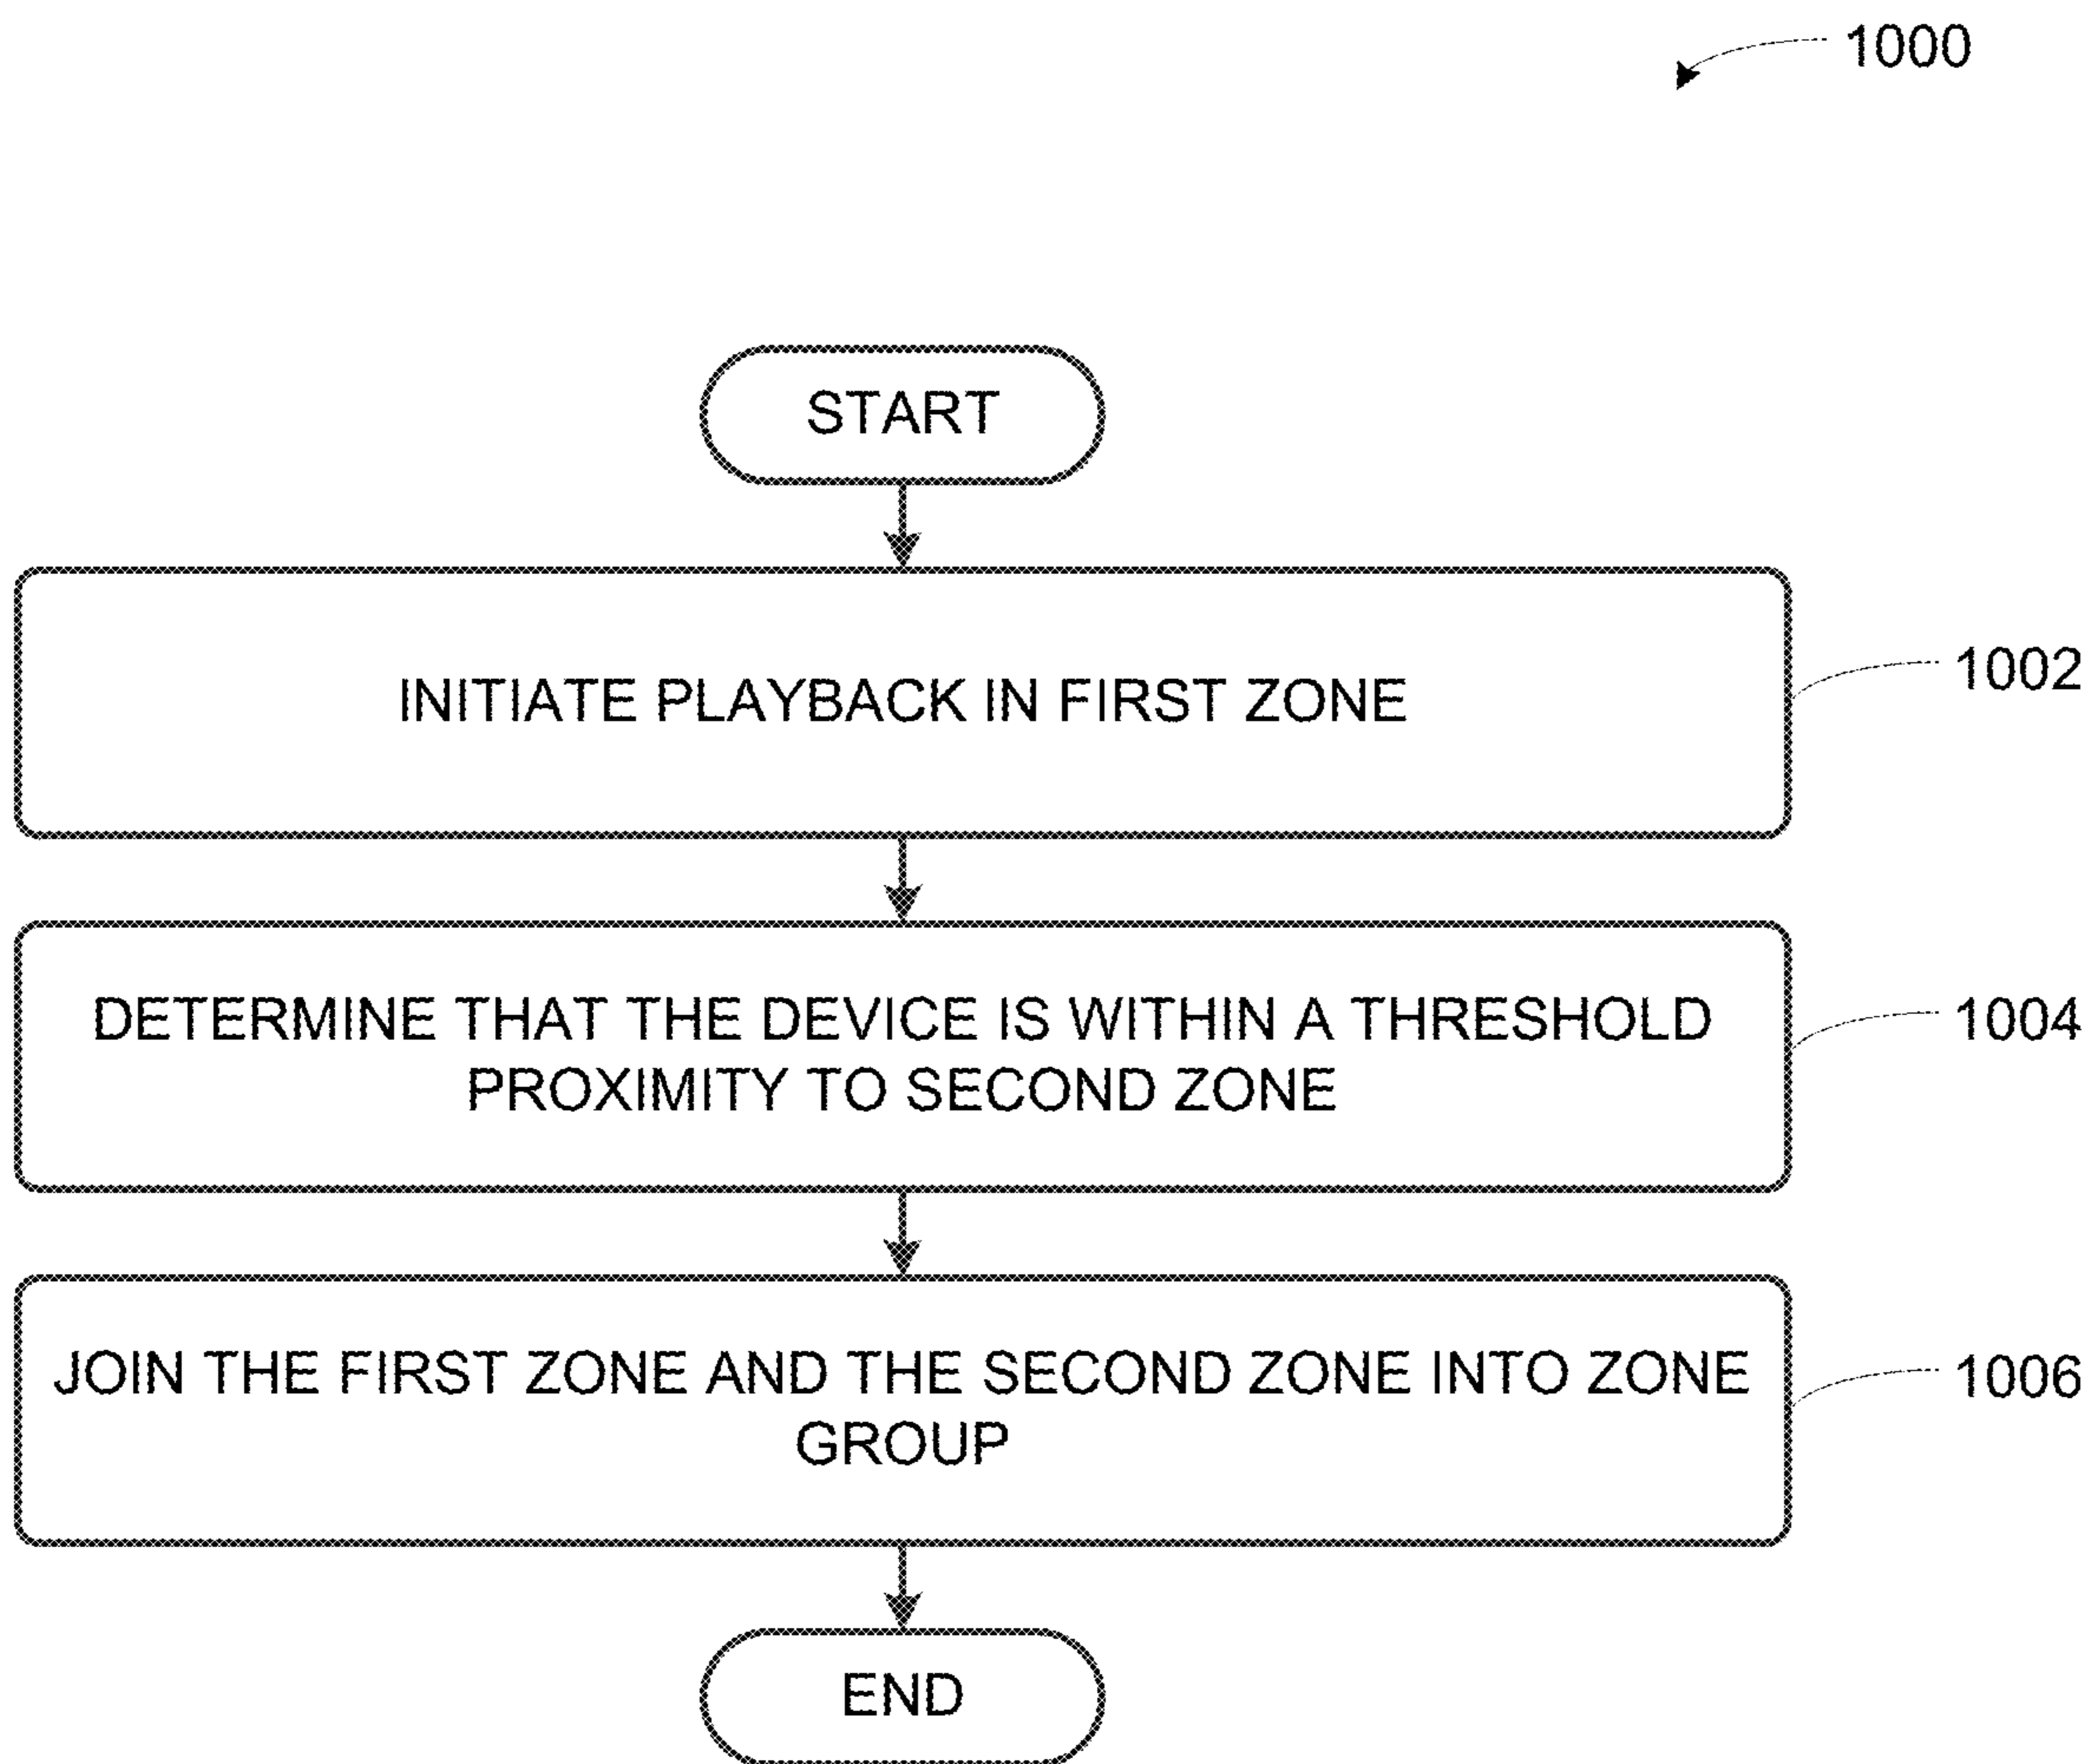 1000
START
INITIATE PLAYBACK IN FIRST ZONE
1002
DETERMINE THAT THE DEVICE IS WITHIN A THRESHOLD
PROXIMITY TO SECOND ZONE
1004
JOIN THE FIRST ZONE AND THE SECOND ZONE INTO ZONE
GROUP
1006
END